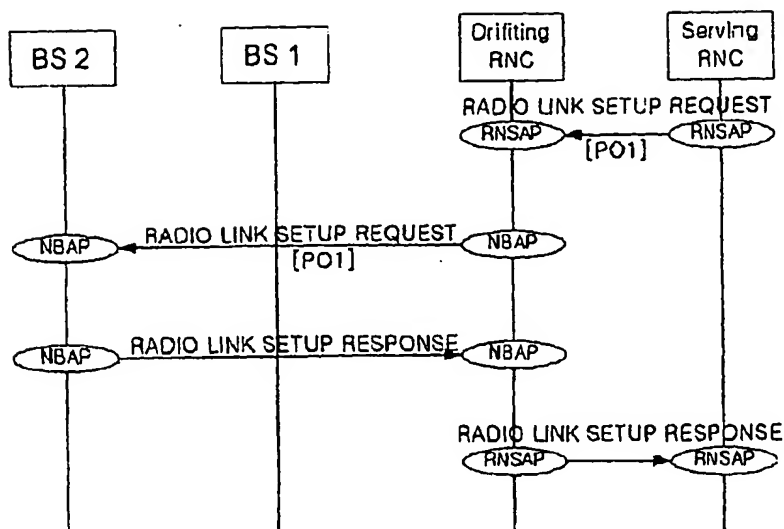 BS 2
BS 1
Drifiting
RNC
Serving
RNC
RADIO LINK SETUP REQUEST
RNSAP
RNSAP
[PO1]
NBAP
RADIO LINK SETUP REQUEST
NBAP
[PO1]
NBAP
RADIO LINK SETUP RESPONSE
NBAP
RADIO LINK SETUP RESPONSE
RNSAP
RNSAP